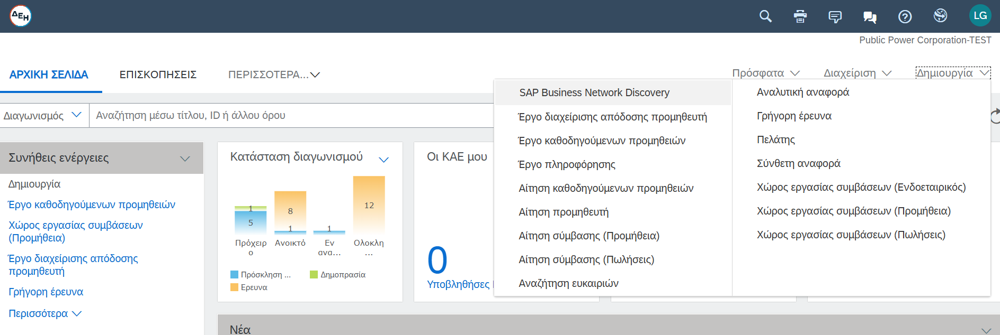 ΔΕΗ
LG
Public Power Corporation-TEST
ΑΡΧΙΚΗ ΣΕΛΙΔΑ
ΕΠΙΣΚΟΠΗΣΕΙΣ
ΠΕΡΙΣΣΟΤΕΡΑ...
Πρόσφατα
Διαχείριση
Δημιουργία
SAP Business Network Discovery
Έργο διαχείρισης απόδοσης προμηθευτή
Έργο καθοδηγούμενων προμηθειών
Έργο πληροφόρησης
Αίτηση καθοδηγούμενων προμηθειών
Αίτηση προμηθευτή
Αίτηση σύμβασης (Προμήθεια)
Αίτηση σύμβασης (Πωλήσεις)
Αναζήτηση ευκαιριών
Αναλυτική αναφορά
Γρήγορη έρευνα
Πελάτης
Σύνθετη αναφορά
Χώρος εργασίας συμβάσεων (Ενδοεταιρικός)
Χώρος εργασίας συμβάσεων (Προμήθεια)
Χώρος εργασίας συμβάσεων (Πωλήσεις)
Διαγωνισμός
Αναζήτηση μέσω τίτλου, ID ή άλλου όρου
Συνήθεις ενέργειες
Δημιουργία
Έργο καθοδηγούμενων προμηθειών
Χώρος εργασίας συμβάσεων
(Προμήθεια)
Έργο διαχείρισης απόδοσης
προμηθευτή
Γρήγορη έρευνα
Περισσότερα
Κατάσταση διαγωνισμού
1
5
8
1
1
12
Πρόχειρ
ο
Ανοικτό
Εν
ανα...
Ολοκλη
...
Πρόσκληση ...
Δημοπρασία
Ερευνα
Οι ΚΑΕ μου
0
Υποβληθήσες
Νέα